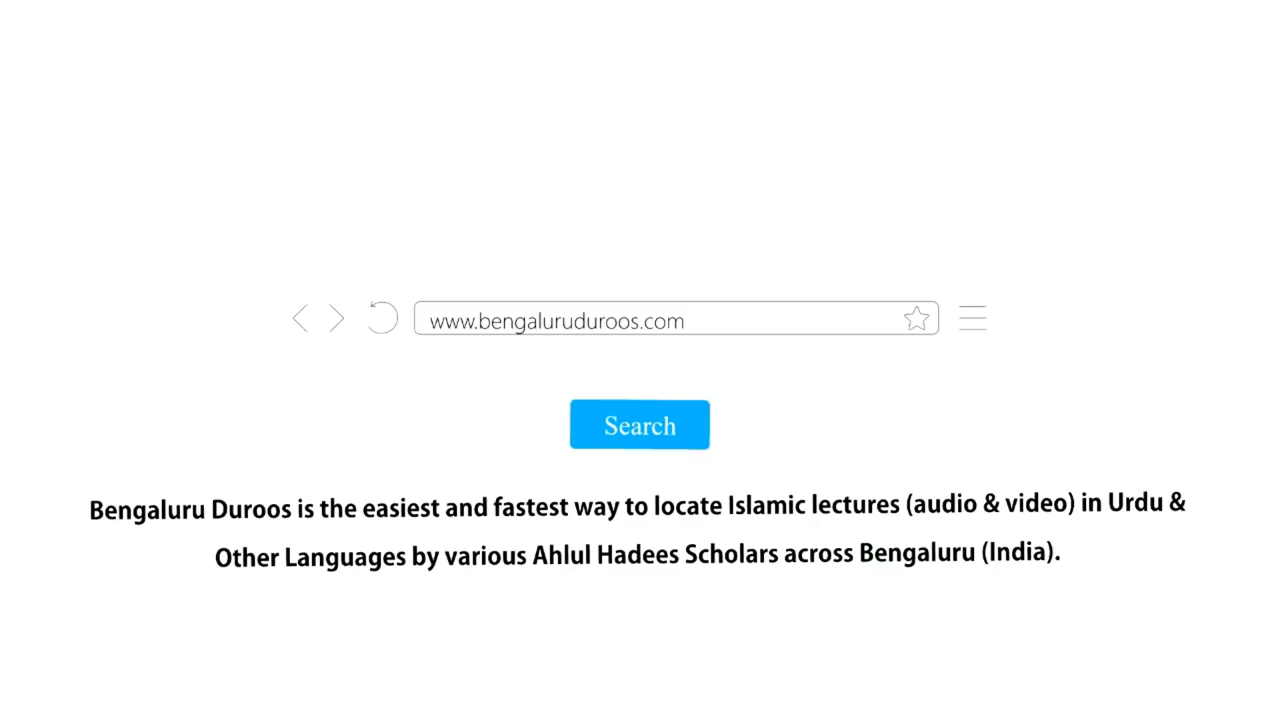 www.bengaluruduroos.com
Search
Bengaluru Duroos is the easiest and fastest way to locate Islamic lectures (audio & video) in Urdu &
Other Languages by various Ahlul Hadees Scholars across Bengaluru (India).